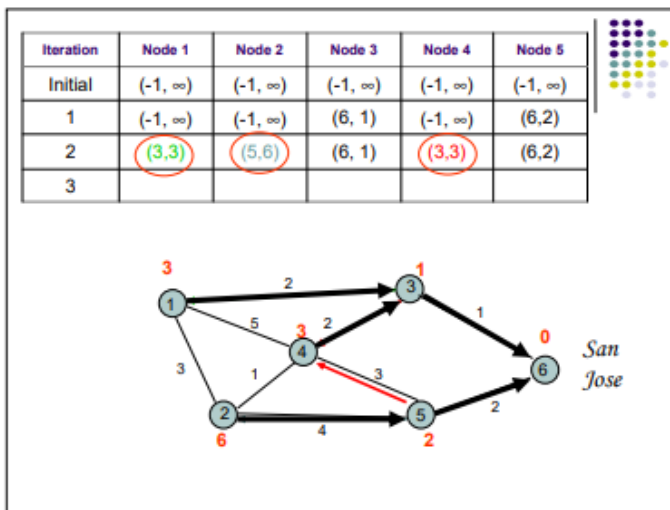 Iteration Node 1 Node 2 Node 3 Node 4 Node 5
Initial (-1, ∞) (-1, ∞) (-1, ∞) (-1, ∞) (-1, ∞)
1 (-1, ∞) (-1, ∞) (6, 1) (-1, ∞) (6,2)
2 (3,3) (5,6) (6, 1) (3,3) (6,2)
3
3 1
2 3
1 1
5 3 2 0
4 6 San
3 1 3 Jose
2 5 2
6 4 2